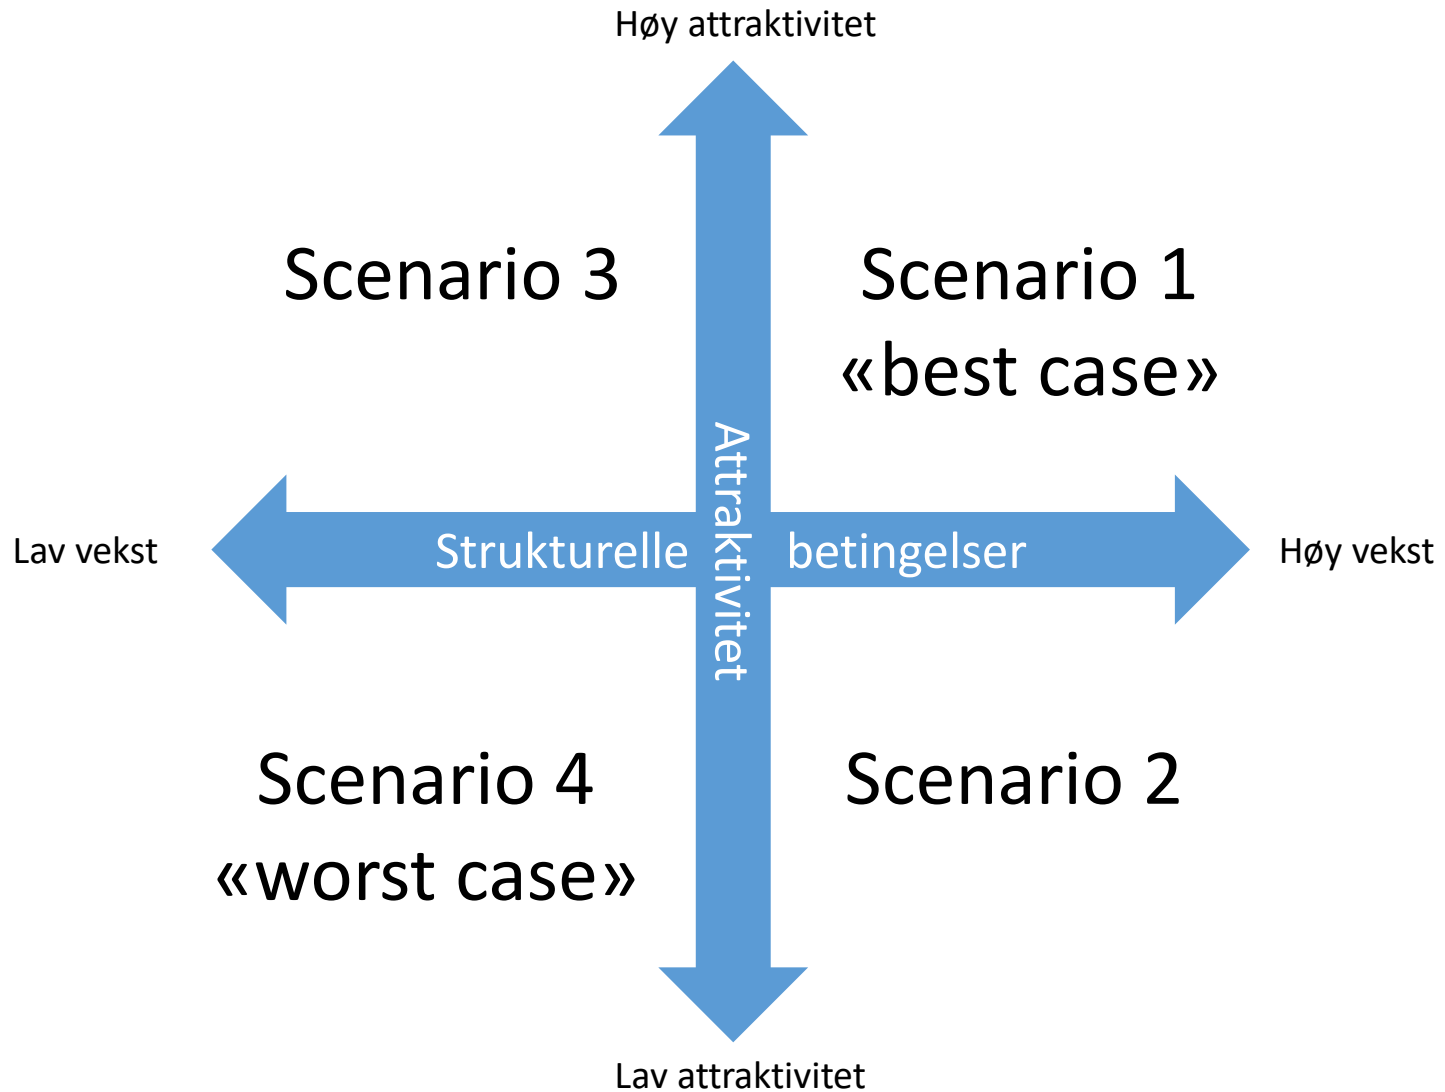 Høy attraktivitet
Scenario 3
Scenario 1
«best case»
Attraktivitet
Lav vekst
Strukturelle betingelser
Høy vekst
Scenario 4
«worst case»
Scenario 2
Lav attraktivitet